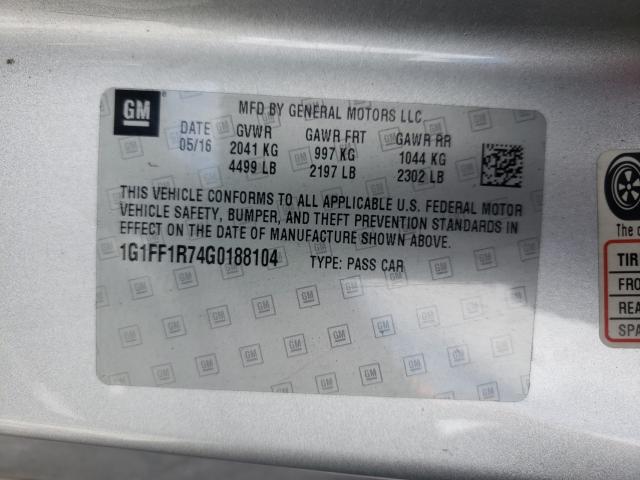 GM
MFD BY GENERAL MOTORS LLC
DATE GVWR GAWR FRT GAWR RR
05/16 2041 KG 997 KG 1044 KG
4499 LB 2197 LB 2302 LB
THIS VEHICLE CONFORMS TO ALL APPLICABLE U.S. FEDERAL MOTOR
VEHICLE SAFETY, BUMPER, AND THEFT PREVENTION STANDARDS IN
EFFECT ON THE DATE OF MANUFACTURE SHOWN ABOVE.
1G1FF1R74G0188104 TYPE: PASS CAR
The c
TIR
FRO
REA
SPA